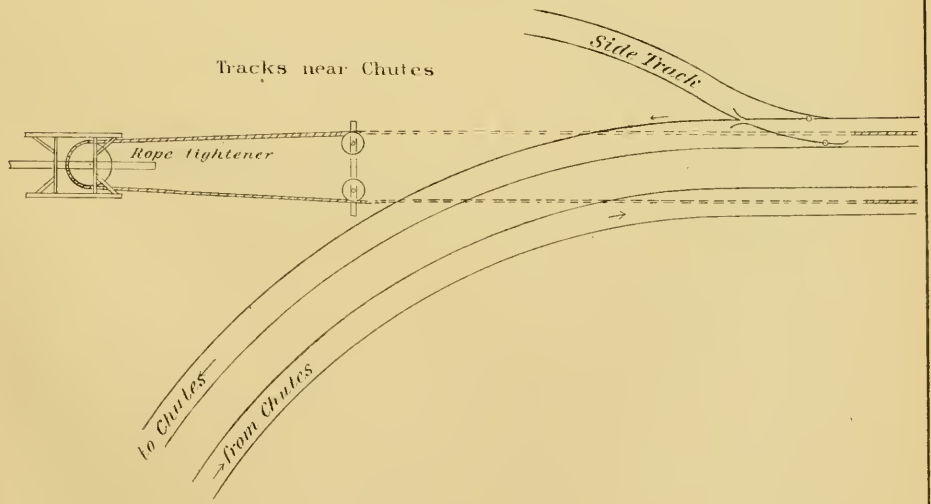 Side Track
Tracks near Chutes
Rope tightener
to Chutes
from Chutes